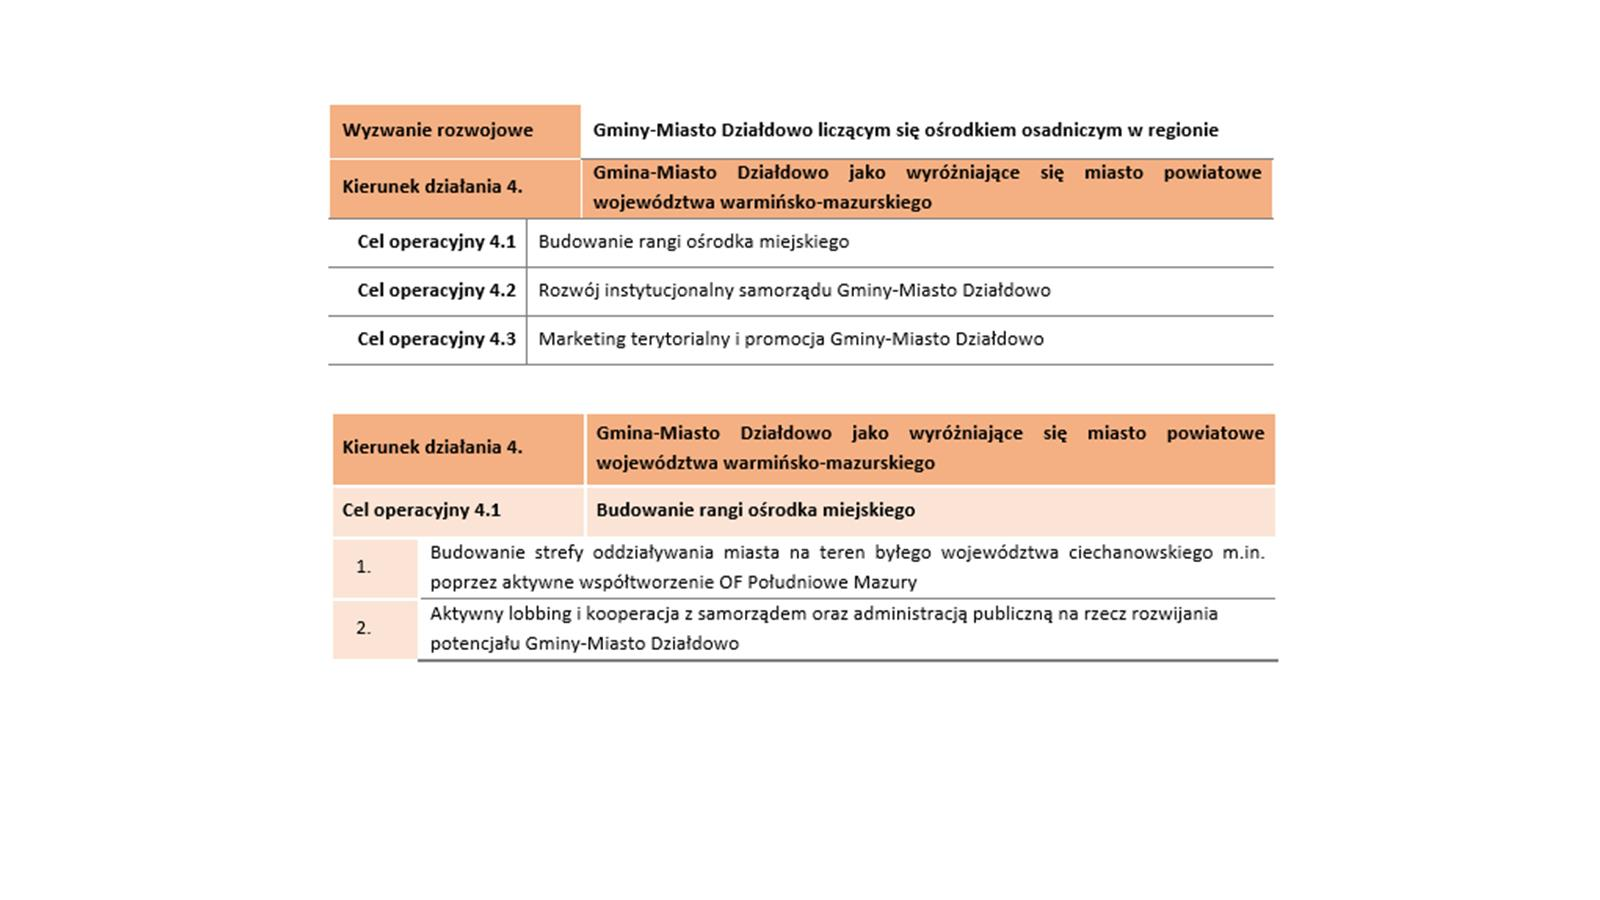 Wyzwanie rozwojowe
Gminy-Miasto Działdowo liczącym się ośrodkiem osadniczym w regionie
Kierunek działania 4.
Gmina-Miasto Działdowo jako wyróżniające się miasto powiatowe
województwa warmińsko-mazurskiego
Cel operacyjny 4.1
Budowanie rangi ośrodka miejskiego
Cel operacyjny 4.2
Rozwój instytucjonalny samorządu Gminy-Miasto Działdowo
Cel operacyjny 4.3
Marketing terytorialny i promocja Gminy-Miasto Działdowo
Kierunek działania 4.
Gmina-Miasto Działdowo jako wyróżniające się miasto powiatowe
województwa warmińsko-mazurskiego
Cel operacyjny 4.1
Budowanie rangi ośrodka miejskiego
1.
Budowanie strefy oddziaływania miasta na teren byłego województwa ciechanowskiego m.in.
poprzez aktywne współtworzenie OF Południowe Mazury
2.
Aktywny lobbing i kooperacja z samorządem oraz administracją publiczną na rzecz rozwijania
potencjału Gminy-Miasto Działdowo